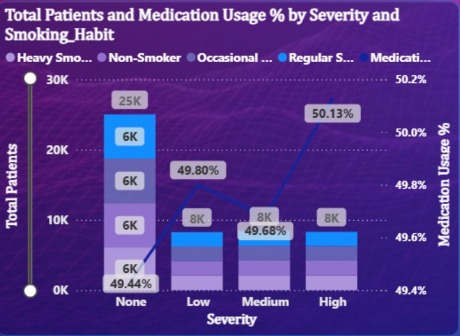 Total Patients and Medication Usage % by Severity and
Smoking_Habit
Heavy Smo... Non-Smoker Occasional ... Regular S... Medicati...
30K
20K
10K
0K
Total Patients
50.2%
50.0%
49.8%
49.6%
49.4%
Medication Usage %
25K
6K
6K
6K
6K
49.44%
49.80%
8K
8K
49.68%
50.13%
8K
None Low Medium High
Severity